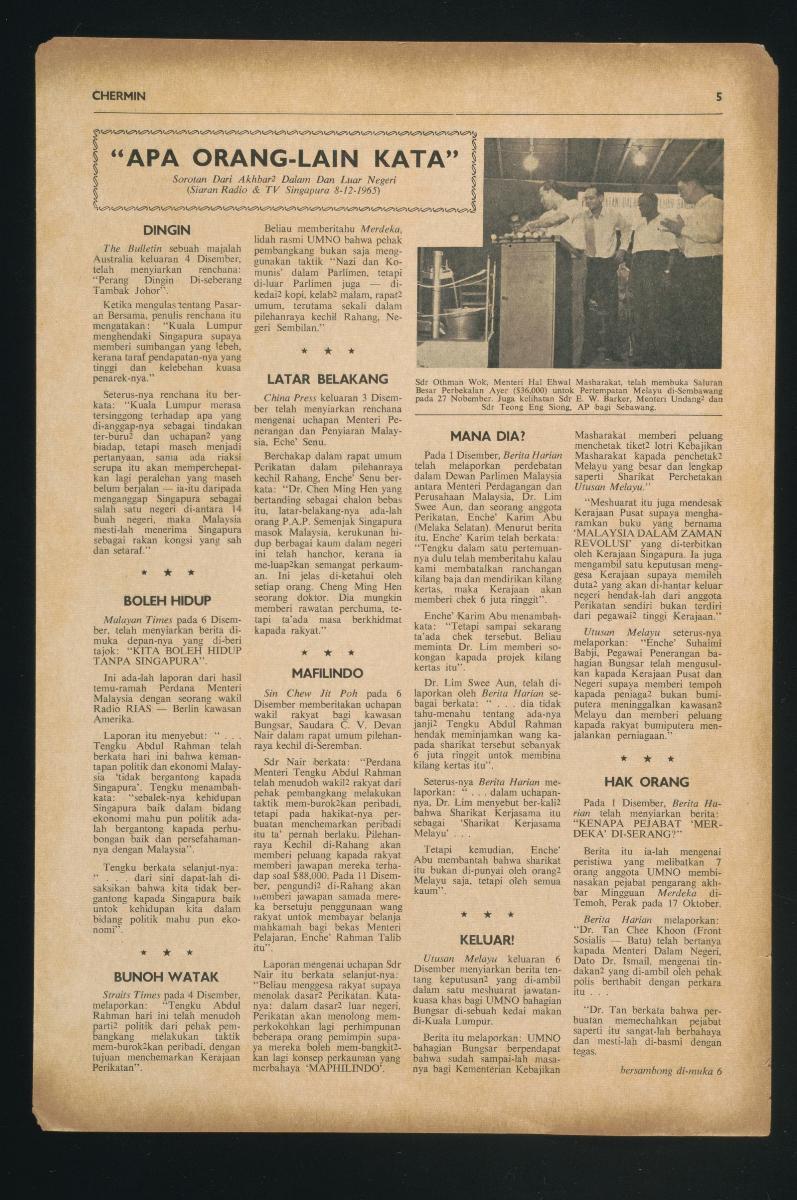 CHERMIN
5
“APA ORANG-LAIN KATA”
Sorotan Dari Akhbar2 Dalam Dan Luar Negeri
(Siaran Radio & TV Singapura 8-12-1965)
DINGIN
The Bulletin sebuah majalah
Australia keluaran 4 Disember,
telah menyiarkan renchana:
“Perang Dingin Di-seberang
Tambak Johor”.
Ketika mengulas tentang Pasar-
an Bersama, penulis renchana itu
mengatakan: “Kuala Lumpur
menghendaki Singapura supaya
memberi sumbangan yg lebeh,
kerana taraf pendapatan-nya yang
tinggi dan kelebehan kuasa
penarek-nya.”
Seterus-nya renchana itu ber-
kata: “Kuala Lumpur merasa
tersinggong terhadap apa yang
di-anggap-nya sebagai tindakan
ter-buru2 dan uchapan2 yang
biadap, tetapi maseh menjadi
pertanyaan, sama ada riaksi
serupa itu akan memperchepat-
kan lagi peralehan yang maseh
belum berjalan — ia-itu daripada
menganggap Singapura sebagai
salah satu negeri di-antara 14
buah negeri, maka Malaysia
mesti-lah menerima Singapura
sebagai rakan kongsi yang sah
dan setaraf.”
★ ★ ★
BOLEH HIDUP
Malayan Times pada 6 Disem-
ber, telah menyiarkan berita di-
muka depan-nya yang di-beri
tajok: “KITA BOLEH HIDUP
TANPA SINGAPURA”.
Ini ada-lah laporan dari hasil
temu-ramah Perdana Menteri
Malaysia dengan seorang wakil
Radio RIAS — Berlin kawasan
Amerika.
Laporan itu menyebut: “ . . .
Tengku Abdul Rahman telah
berkata hari ini bahwa keman-
tapan politik dan ekonomi Malay-
sia ‘tidak bergantong kapada
Singapura’. Tengku menambah-
kata: “sebalek-nya kehidupan
Singapura baik dalam bidang
ekonomi mahu pun politik ada-
lah bergantong kapada perhu-
bongan baik dan persefahaman-
nya dengan Malaysia”.
Tengku berkata selanjut-nya:
“ . . . dari sini dapat-lah di-
saksikan bahwa kita tidak ber-
gantong kapada Singapura baik
untok kehidupan kita dalam
bidang politik mahu pun eko-
nomi”.
★ ★ ★
BUNOH WATAK
Straits Times pada 4 Disember,
melaporkan: “Tengku Abdul
Rahman hari ini telah menudoh
parti2 politik dari pehak pem-
bangkang melakukan taktik
mem-burok2kan peribadi, dengan
tujuan menchemarkan Kerajaan
Perikatan”.
Beliau memberitahu Merdeka,
lidah rasmi UMNO bahwa pehak
pembangkang bukan saja meng-
gunakan taktik “Nazi dan Ko-
munis’ dalam Parlimen, tetapi
di-luar Parlimen juga — di-
kedai2 kopi, kelab2 malam, rapat2
umum, terutama sekali dalam
pilehanraya kechil Rahang, Ne-
geri Sembilan.”
★ ★ ★
LATAR BELAKANG
China Press keluaran 3 Disem-
ber telah menyiarkan renchana
mengenai uchapan Menteri Pe-
nerangan dan Penyiaran Malay-
sia, Eche’ Senu.
Berchakap dalam rapat umum
Perikatan dalam pilehanraya
kechil Rahang, Enche’ Senu ber-
kata: “Dr. Chen Ming Hen yang
bertanding sebagai chalon bebas
itu, latar-belakang-nya ada-lah
orang P.A.P. Semenjak Singapura
masok Malaysia, kerukunan hi-
dup berbagai kaum dalam negeri
ini telah hanchor, kerana ia
me-luap2kan semangat perkaum-
an. Ini jelas di-ketahui oleh
setiap orang. Cheng Ming Hen
seorang doktor. Dia mungkin
memberi rawatan perchuma, te-
tapi ta’ada masa berkhidmat
kapada rakyat.”
★ ★ ★
MAFILINDO
Sin Chew Jit Poh pada 6
Disember memberitakan uchapan
wakil rakyat bagi kawasan
Bungsar, Saudara C. V. Devan
Nair dalam rapat umum pilehan-
raya kechil di-Seremban.
Sdr Nair berkata: “Perdana
Menteri Tengku Abdul Rahman
telah menudoh wakil2 rakyat dari
pehak pembangkang melakukan
taktik mem-burok2kan peribadi,
tetapi pada hakikat-nya per-
buatan menchemarkan peribadi
itu ta’ pernah berlaku. Pilehan-
raya Kechil di-Rahang akan
memberi peluang kapada rakyat
memberi jawapan mereka terha-
dap soal $88,000. Pada 11 Disem-
ber, pengundi2 di-Rahang akan
memberi jawapan samada mere-
ka bersetuju penggunaan wang
rakyat untok membayar belanja
mahkamah bagi bekas Menteri
Pelajaran, Enche’ Rahman Talib
itu”.
Laporan mengenai uchapan Sdr
Nair itu berkata selanjut-nya:
“Beliau menggesa rakyat supaya
menolak dasar2 Perikatan. Kata-
nya: dalam dasar2 luar negeri,
Perikatan akan menolong mem-
perkokohkan lagi perhimpunan
beberapa orang pemimpin supa-
ya mereka boleh mem-bangkit2-
kan lagi konsep perkauman yang
merbahaya ‘MAPHILINDO’.
Sdr Othman Wok, Menteri Hal Ehwal Masharakat, telah membuka Saluran
Besar Perbekalan Ayer ($36,000) untok Pertempatan Melayu di-Sembawang
pada 27 Nobember. Juga kelihatan Sdr E. W. Barker, Menteri Undang2 dan
Sdr Teong Eng Siong, AP bagi Sebawang.
MANA DIA?
Pada 1 Disember, Berita Harian
telah melaporkan perdebatan
dalam Dewan Parlimen Malaysia
antara Menteri Perdagangan dan
Perusahaan Malaysia, Dr. Lim
Swee Aun, dan seorang anggota
Perikatan, Enche’ Karim Abu
(Melaka Selatan). Menurut berita
itu, Enche’ Karim telah berkata:
“Tengku dalam satu pertemuan-
nya dulu telah memberitahu kalau
kami membatalkan ranchangan
kilang baja dan mendirikan kilang
kertas, maka Kerajaan akan
memberi chek 6 juta ringgit”.
Enche’ Karim Abu menambah-
kata: “Tetapi sampai sekarang
ta’ada chek tersebut. Beliau
meminta Dr. Lim memberi so-
kongan kapada projek kilang
kertas itu”.
Dr. Lim Swee Aun, telah di-
laporkan oleh Berita Harian se-
bagai berkata: “ . . . dia tidak
tahu-menahu tentang ada-nya
janji2 Tengku Abdul Rahman
hendak meminjamkan wang ka-
pada sharikat tersebut sebanyak
6 juta ringgit untok membina
kilang kertas itu”.
Seterus-nya Berita Harian me-
laporkan: “ . . . dalam uchapan-
nya, Dr. Lim menyebut ber-kali2
bahwa Sharikat Kerjasama itu
sebagai ‘Sharikat Kerjasama
Melayu’ . . .
Tetapi kemudian, Enche’
Abu membantah bahwa sharikat
itu bukan di-punyai oleh orang2
Melayu saja, tetapi oleh semua
kaum”.
★ ★ ★
KELUAR!
Utusan Melayu keluaran 6
Disember menyiarkan berita ten-
tang keputusan2 yang di-ambil
dalam satu meshuarat jawatan-
kuasa khas bagi UMNO bahagian
Bungsar di-sebuah kedai makan
di-Kuala Lumpur.
Berita itu melaporkan: UMNO
bahagian Bungsar berpendapat
bahwa sudah sampai-lah masa-
nya bagi Kementerian Kebajikan
Masharakat memberi peluang
menchetak tiket2 lotri Kebajikan
Masharakat kapada penchetak2
Melayu yang besar dan lengkap
saperti Sharikat Perchetakan
Utusan Melayu.”
“Meshuarat itu juga mendesak
Kerajaan Pusat supaya mengha-
ramkan buku yang bernama
‘MALAYSIA DALAM ZAMAN
REVOLUSI’ yang di-terbitkan
oleh Kerajaan Singapura. Ia juga
mengambil satu keputusan meng-
gesa Kerajaan supaya memileh
duta2 yang akan di-hantar keluar
negeri hendak-lah dari anggota
Perikatan sendiri bukan terdiri
dari pegawai2 tinggi Kerajaan.”
Utusan Melayu seterus-nya
melaporkan: “Enche’ Suhaimi
Babji, Pegawai Penerangan ba-
hagian Bungsar telah mengusul-
kan kapada Kerajaan Pusat dan
Negeri supaya memberi tempoh
kapada peniaga2 bukan bumi-
putera meninggalkan kawasan2
Melayu dan memberi peluang
kapada rakyat bumiputera men-
jalankan perniagaan.”
★ ★ ★
HAK ORANG
Pada 1 Disember, Berita Ha-
rian telah menyiarkan berita:
“KENAPA PEJABAT ‘MER-
DEKA’ DI-SERANG?”
Berita itu ia-lah mengenai
peristiwa yang melibatkan 7
orang anggota UMNO membi-
nasakan pejabat pengarang akh-
bar Mingguan Merdeka di-
Temoh, Perak pada 17 Oktober.
Berita Harian melaporkan:
“Dr. Tan Chee Khoon (Front
Sosialis — Batu) telah bertanya
kapada Menteri Dalam Negeri,
Dato Dr. Ismail, mengenai tin-
dakan2 yang di-ambil oleh pehak
polis berthabit dengan perkara
itu . . .
“Dr. Tan berkata bahwa per-
buatan memechahkan pejabat
saperti itu sangat-lah berbahaya
dan mesti-lah di-basmi dengan
tegas.
bersambong di-muka 6